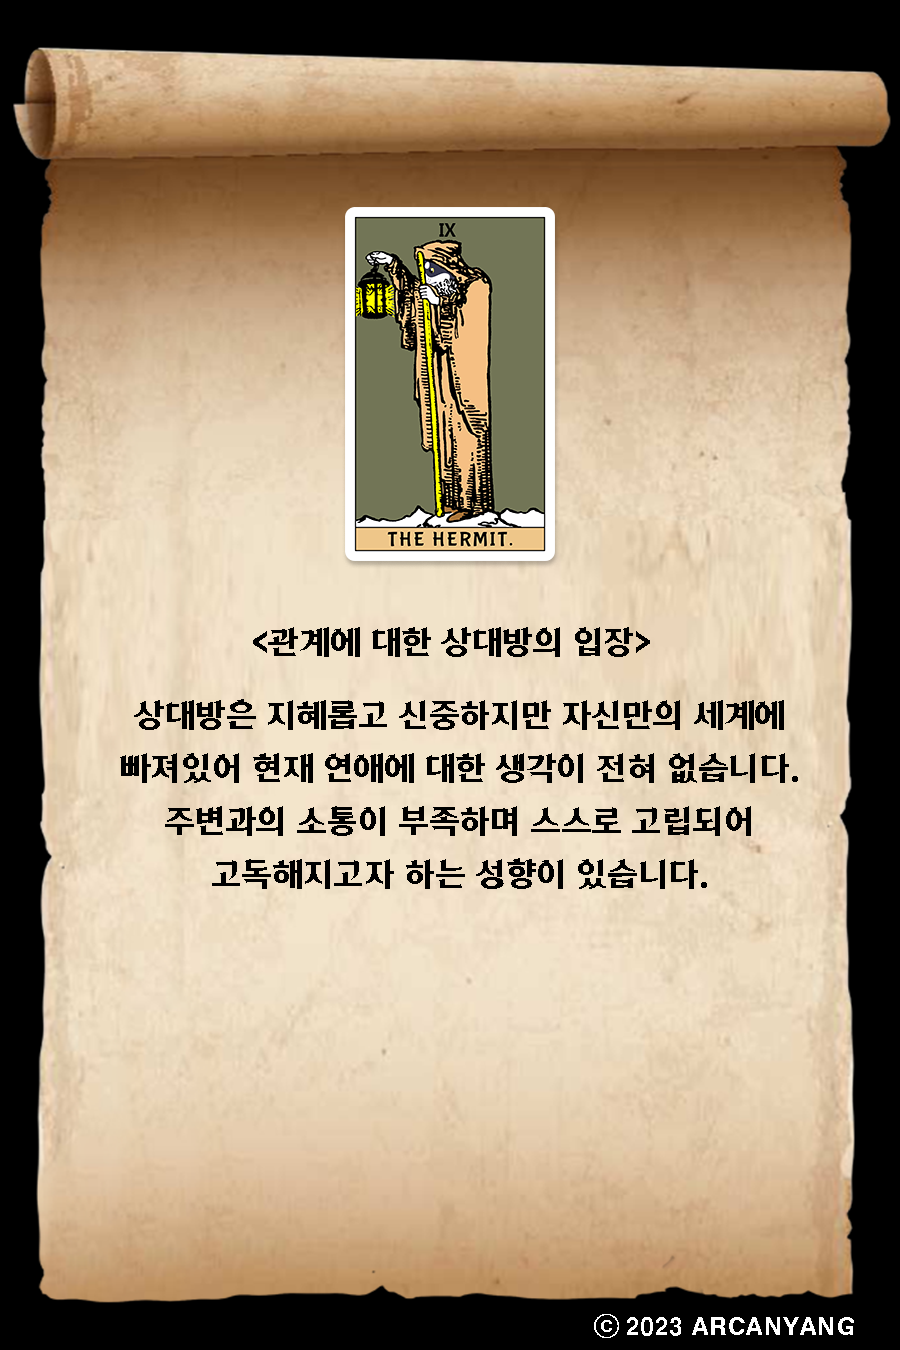 IX
THE HERMIT.
<관계에 대한 상대방의 입장>
상대방은 지혜롭고 신중하지만 자신만의 세계에
빠져있어 현재 연애에 대한 생각이 전혀 없습니다.
주변과의 소통이 부족하며 스스로 고립되어
고독해지고자 하는 성향이 있습니다.
© 2023 ARCANYANG